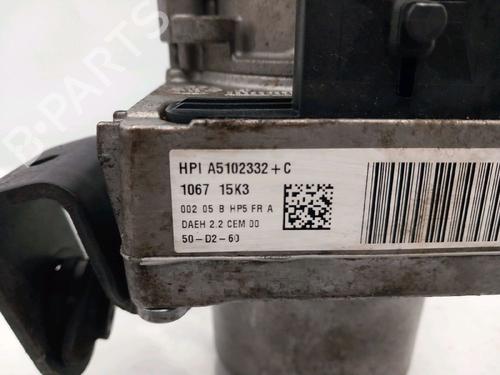 B-PARTS
HPI A5102332+C
1067 15K3
002 05 B HP5 FR A
DAEH 2.2 CEM 00
50-D2-60